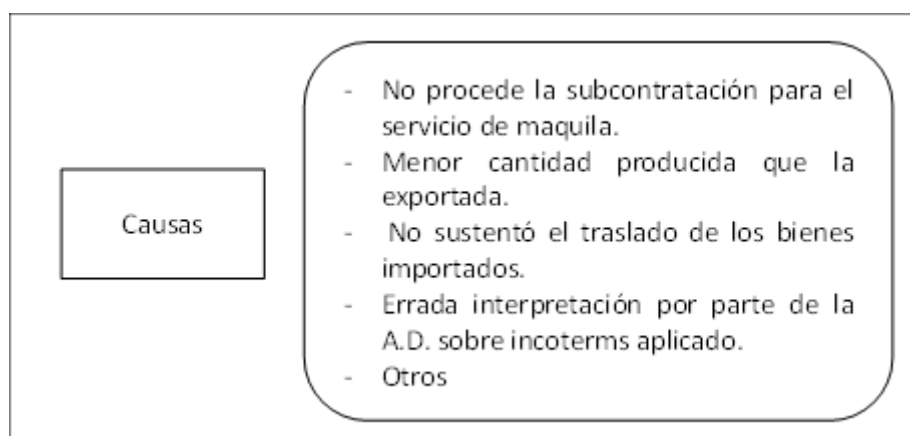 Causas
- No procede la subcontratación para el
servicio de maquila.
- Menor cantidad producida que la
exportada.
- No sustentó el traslado de los bienes
importados.
- Errada interpretación por parte de la
A.D. sobre incoterms aplicado.
- Otros